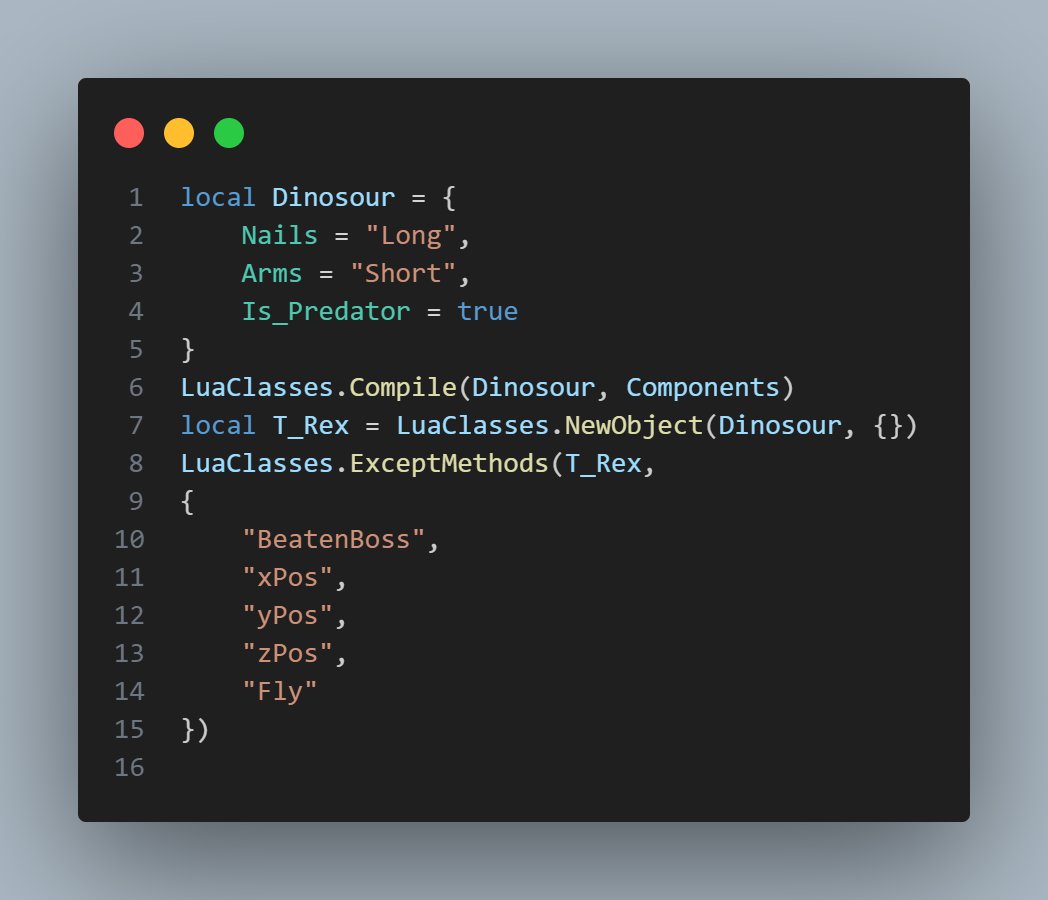 1 local Dinosour = {
2     Nails = "Long",
3     Arms = "Short",
4     Is_Predator = true
5 }
6 LuaClasses.Compile(Dinosour, Components)
7 local T_Rex = LuaClasses.NewObject(Dinosour, {})
8 LuaClasses.ExceptMethods(T_Rex,
9 {
10     "BeatenBoss",
11     "xPos",
12     "yPos",
13     "zPos",
14     "Fly"
15 })
16